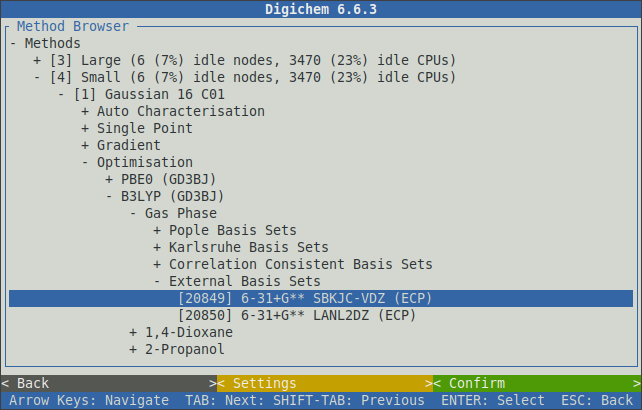 Digichem 6.6.3
Method Browser
- Methods
+ [3] Large (6 (7%) idle nodes, 3470 (23%) idle CPUs)
- [4] Small (6 (7%) idle nodes, 3470 (23%) idle CPUs)
- [1] Gaussian 16 C01
+ Auto Characterisation
+ Single Point
+ Gradient
- Optimisation
+ PBE0 (GD3BJ)
- B3LYP (GD3BJ)
- Gas Phase
+ Pople Basis Sets
+ Karlsruhe Basis Sets
+ Correlation Consistent Basis Sets
- External Basis Sets
[20849] 6-31+G** SBKJC-VDZ (ECP)
[20850] 6-31+G** LANL2DZ (ECP)
+ 1,4-Dioxane
+ 2-Propanol
< Back >< Settings >< Confirm >
Arrow Keys: Navigate TAB: Next: SHIFT-TAB: Previous ENTER: Select ESC: Back